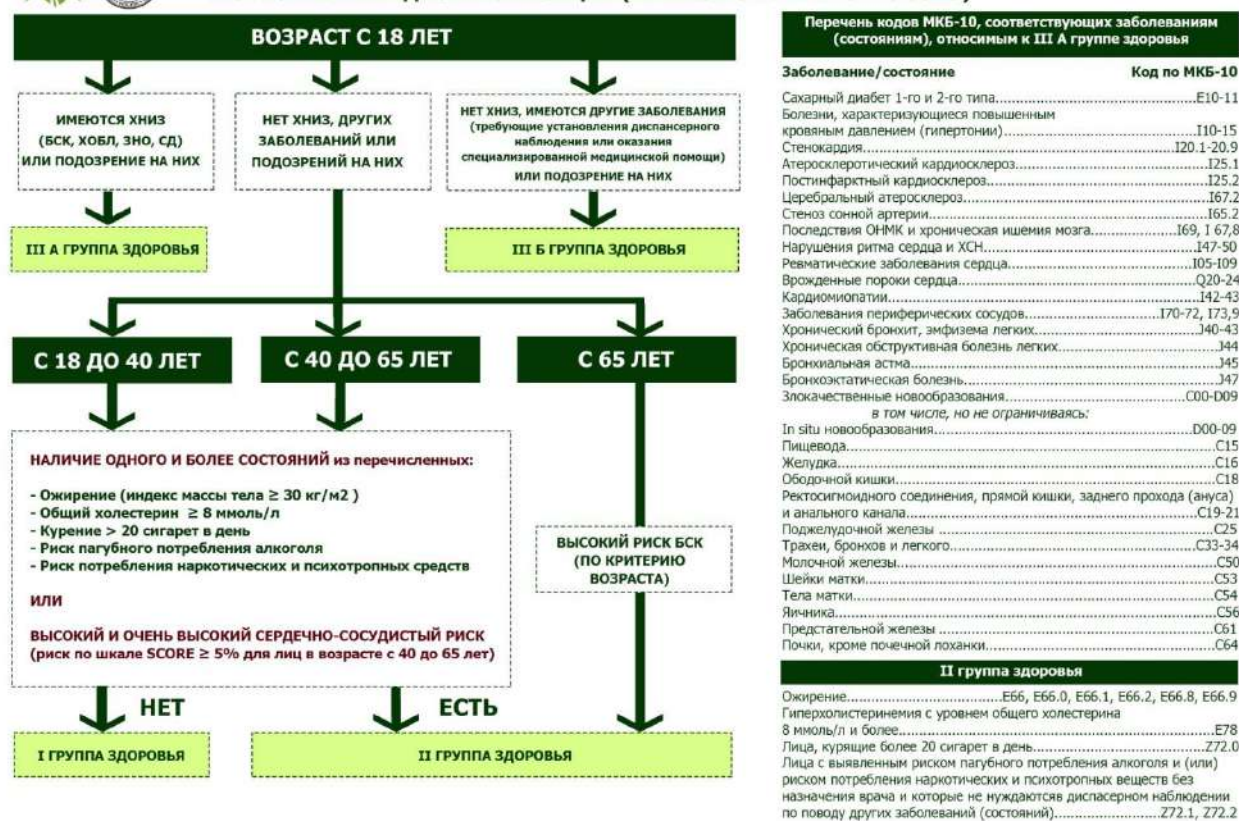 ВОЗРАСТ С 18 ЛЕТ
ИМЕЮТСЯ ХНИЗ
(БСК, ХОБЛ, ЗНО, СД)
ИЛИ ПОДОЗРЕНИЕ НА НИХ
НЕТ ХНИЗ, ДРУГИХ
ЗАБОЛЕВАНИЙ ИЛИ
ПОДОЗРЕНИЙ НА НИХ
НЕТ ХНИЗ, ИМЕЮТСЯ ДРУГИЕ ЗАБОЛЕВАНИЯ
(требующие установления диспансерного
наблюдения или оказания
специализированной медицинской помощи)
ИЛИ ПОДОЗРЕНИЕ НА НИХ
III А ГРУППА ЗДОРОВЬЯ
III Б ГРУППА ЗДОРОВЬЯ
С 18 ДО 40 ЛЕТ
С 40 ДО 65 ЛЕТ
С 65 ЛЕТ
НАЛИЧИЕ ОДНОГО И БОЛЕЕ СОСТОЯНИЙ из перечисленных:
- Ожирение (индекс массы тела ≥ 30 кг/м2 )
- Общий холестерин ≥ 8 ммоль/л
- Курение > 20 сигарет в день
- Риск пагубного потребления алкоголя
- Риск потребления наркотических и психотропных средств
ИЛИ
ВЫСОКИЙ И ОЧЕНЬ ВЫСОКИЙ СЕРДЕЧНО-СОСУДИСТЫЙ РИСК
(риск по шкале SCORE ≥ 5% для лиц в возрасте с 40 до 65 лет)
ВЫСОКИЙ РИСК БСК
(ПО КРИТЕРИЮ
ВОЗРАСТА)
НЕТ
ЕСТЬ
I ГРУППА ЗДОРОВЬЯ
II ГРУППА ЗДОРОВЬЯ
Перечень кодов МКБ-10, соответствующих заболеваниям
(состояниям), относимым к III А группе здоровья
Заболевание/состояние Код по МКБ-10
Сахарный диабет 1-го и 2-го типа.....E10-11
Болезни, характеризующиеся повышенным
кровяным давлением (гипертонии).....I10-15
Стенокардия.....I20.1-20.9
Атеросклеротический кардиосклероз.....I25.1
Постинфарктный кардиосклероз.....I25.2
Церебральный атеросклероз.....I67.2
Стеноз сонной артерии.....I65.2
Последствия ОНМК и хроническая ишемия мозга.....I69, I 67,8
Нарушения ритма сердца и ХСН.....I47-50
Ревматические заболевания сердца.....I05-I09
Врожденные пороки сердца.....Q20-24
Кардиомиопатии.....I42-43
Заболевания периферических сосудов.....I70-72, I73,9
Хронический бронхит, эмфизема легких.....J40-43
Хроническая обструктивная болезнь легких.....J44
Бронхиальная астма.....J45
Бронхоэктатическая болезнь.....J47
Злокачественные новообразования.....C00-D09
в том числе, но не ограничиваясь:
In situ новообразования.....D00-09
Пищевода.....C15
Желудка.....C16
Ободочной кишки.....C18
Ректосигмоидного соединения, прямой кишки, заднего прохода (ануса)
и анального канала.....C19-21
Поджелудочной железы .....C25
Трахеи, бронхов и легкого.....C33-34
Молочной железы.....C50
Шейки матки.....C53
Тела матки.....C54
Яичника.....C56
Предстательной железы .....C61
Почки, кроме почечной лоханки.....C64
II группа здоровья
Ожирение.....E66, E66.0, E66.1, E66.2, E66.8, E66.9
Гиперхолистеринемия с уровнем общего холестерина
8 ммоль/л и более.....E78
Лица, курящие более 20 сигарет в день.....Z72.0
Лица с выявленным риском пагубного потребления алкоголя и (или)
риском потребления наркотических и психотропных веществ без
назначения врача и которые не нуждаютсяв диспасерном наблюдении
по поводу других заболеваний (состояний).....Z72.1, Z72.2